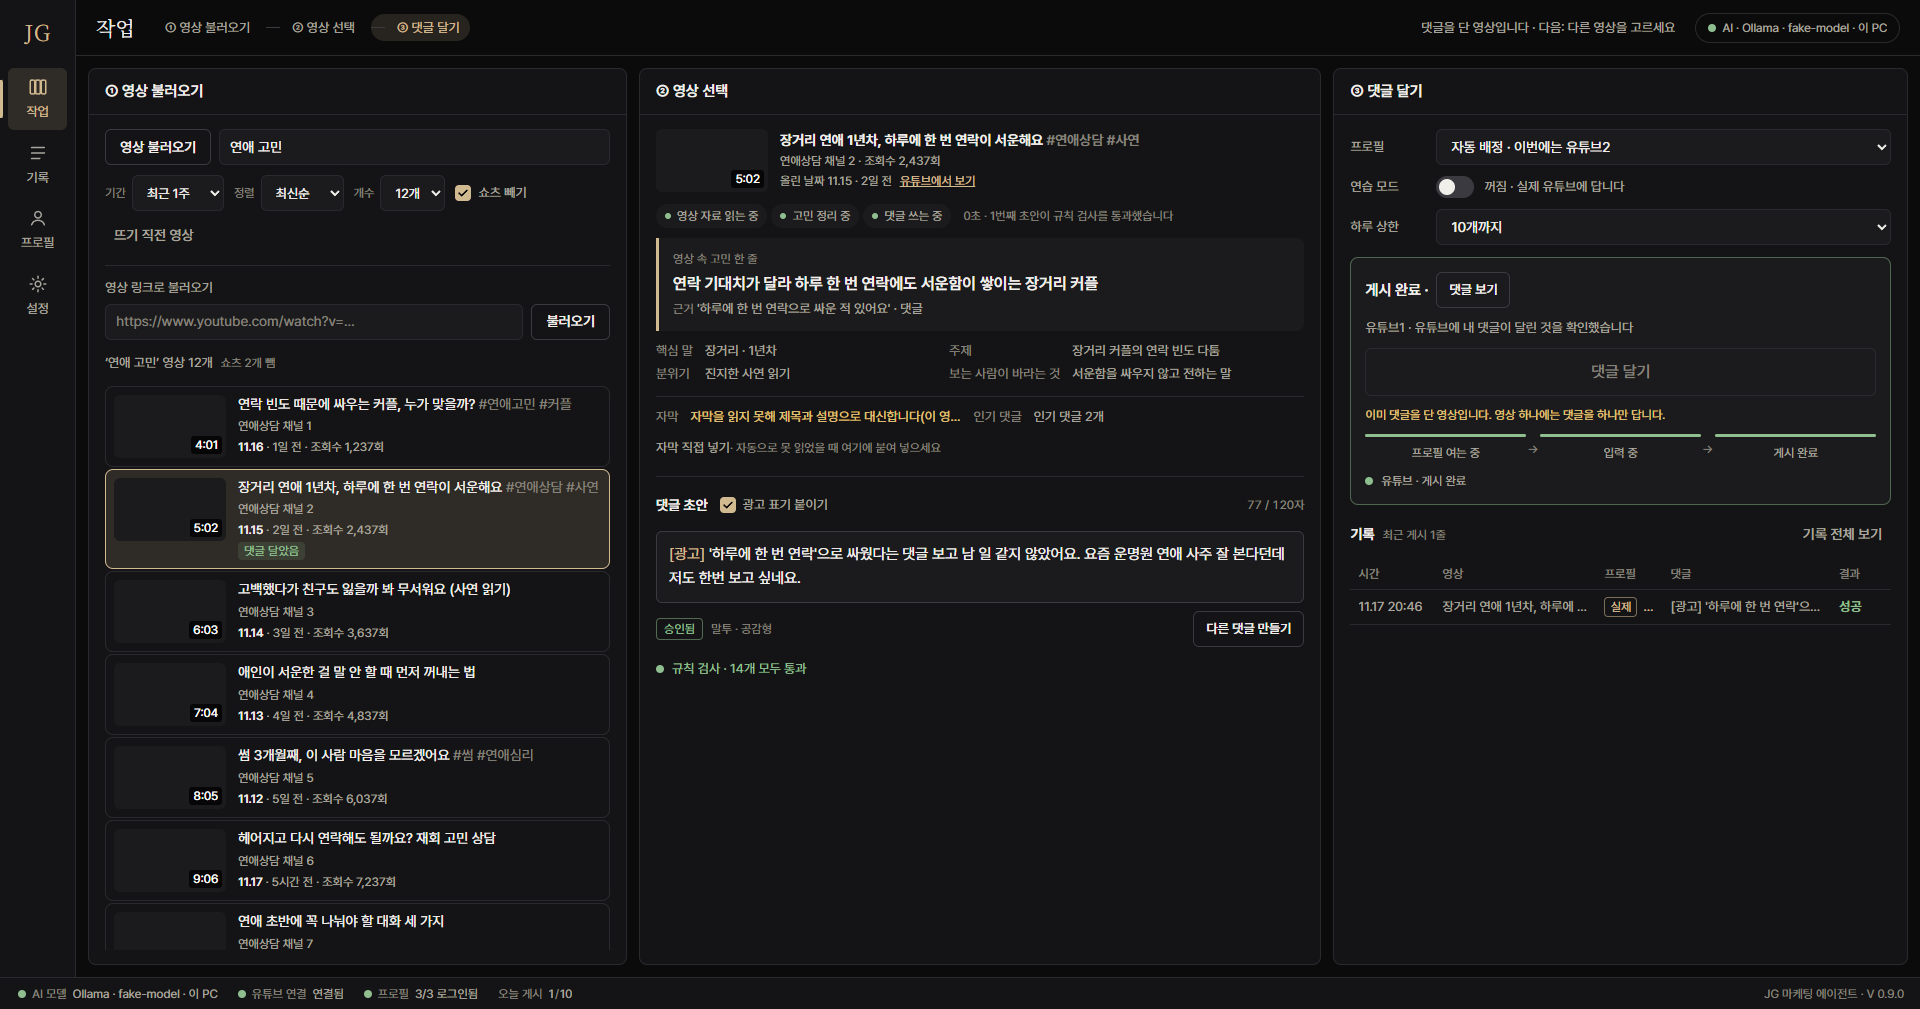 JG
작업
① 영상 불러오기
② 영상 선택
③ 댓글 달기
댓글을 단 영상입니다 · 다음: 다른 영상을 고르세요
AI · Ollama · fake-model · 이 PC
작업
기록
프로필
설정
① 영상 불러오기
영상 불러오기
연애 고민
기간
최근 1주
정렬
최신순
개수
12개
쇼츠 빼기
뜨기 직전 영상
영상 링크로 불러오기
https://www.youtube.com/watch?v=...
불러오기
'연애 고민' 영상 12개 쇼츠 2개 뺌
연락 빈도 때문에 싸우는 커플, 누가 맞을까? #연애고민 #커플
연애상담 채널 1
4:01
11.16 · 1일 전 · 조회수 1,237회
장거리 연애 1년차, 하루에 한 번 연락이 서운해요 #연애상담 #사연
연애상담 채널 2
5:02
11.15 · 2일 전 · 조회수 2,437회
댓글 달았음
고백했다가 친구도 잃을까 봐 무서워요 (사연 읽기)
연애상담 채널 3
6:03
11.14 · 3일 전 · 조회수 3,637회
애인이 서운한 걸 말 안 할 때 먼저 꺼내는 법
연애상담 채널 4
7:04
11.13 · 4일 전 · 조회수 4,837회
썸 3개월째, 이 사람 마음을 모르겠어요 #썸 #연애심리
연애상담 채널 5
8:05
11.12 · 5일 전 · 조회수 6,037회
헤어지고 다시 연락해도 될까요? 재회 고민 상담
연애상담 채널 6
9:06
11.17 · 5시간 전 · 조회수 7,237회
연애 초반에 꼭 나눠야 할 대화 세 가지
연애상담 채널 7
② 영상 선택
장거리 연애 1년차, 하루에 한 번 연락이 서운해요 #연애상담 #사연
연애상담 채널 2 · 조회수 2,437회
5:02
올린 날짜 11.15 · 2일 전 유튜브에서 보기
영상 자료 읽는 중
고민 정리 중
댓글 쓰는 중
0초 · 1번째 초안이 규칙 검사를 통과했습니다
영상 속 고민 한 줄
연락 기대치가 달라 하루 한 번 연락에도 서운함이 쌓이는 장거리 커플
근거 '하루에 한 번 연락으로 싸운 적 있어요' · 댓글
핵심 말 장거리 · 1년차
주제 장거리 커플의 연락 빈도 다툼
분위기 진지한 사연 읽기
보는 사람이 바라는 것 서운함을 싸우지 않고 전하는 말
자막 자막을 읽지 못해 제목과 설명으로 대신합니다(이 영...
인기 댓글 인기 댓글 2개
자막 직접 넣기 · 자동으로 못 읽었을 때 여기에 붙여 넣으세요
댓글 초안
광고 표기 붙이기
77 / 120자
[광고] '하루에 한 번 연락'으로 싸웠다는 댓글 보고 남 일 같지 않았어요. 요즘 운명원 연애 사주 잘 본다던데
저도 한번 보고 싶네요.
승인됨
말투 · 공감형
다른 댓글 만들기
규칙 검사 · 14개 모두 통과
③ 댓글 달기
프로필
자동 배정 · 이번에는 유튜브2
연습 모드
꺼짐 · 실제 유튜브에 답니다
하루 상한
10개까지
게시 완료 ·
댓글 보기
유튜브1 · 유튜브에 내 댓글이 달린 것을 확인했습니다
댓글 달기
이미 댓글을 단 영상입니다. 영상 하나에는 댓글을 하나만 답니다.
프로필 여는 중
→
입력 중
→
게시 완료
유튜브 · 게시 완료
기록 최근 게시 1줄
기록 전체 보기
시간 영상 프로필 댓글 결과
11.17 20:46 장거리 연애 1년차, 하루에 ... 실제 ... [광고] '하루에 한 번 연락'으... 성공
AI 모델 Ollama · fake-model · 이 PC
유튜브 연결 연결됨
프로필 3/3 로그인됨
오늘 게시 1/10
JG 마케팅 에이전트 · V 0.9.0